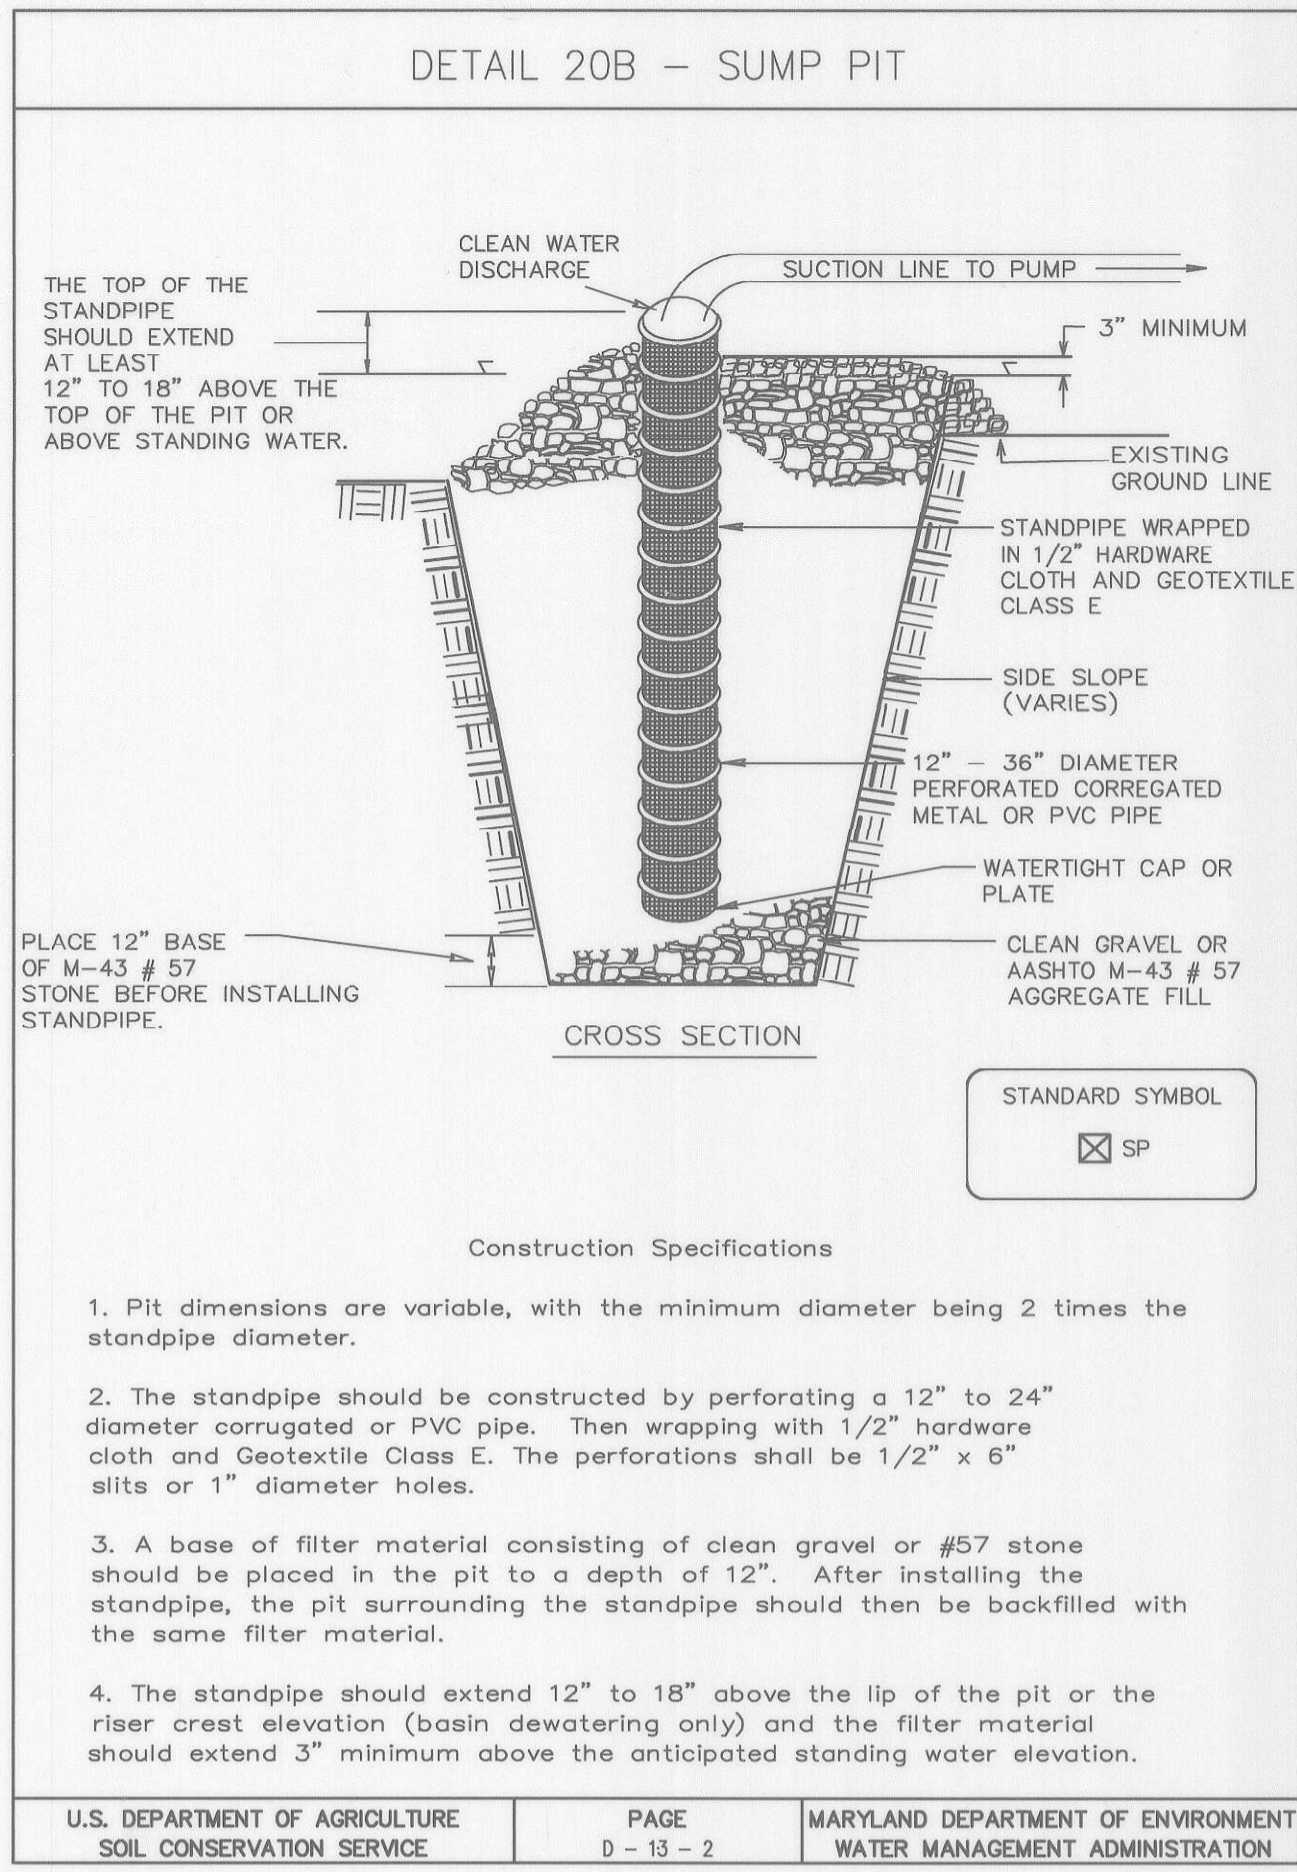 DETAIL 20B – SUMP PIT
CLEAN WATER
DISCHARGE
SUCTION LINE TO PUMP
THE TOP OF THE
STANDPIPE
SHOULD EXTEND
AT LEAST
12" TO 18" ABOVE THE
TOP OF THE PIT OR
ABOVE STANDING WATER.
3" MINIMUM
EXISTING
GROUND LINE
STANDPIPE WRAPPED
IN 1/2" HARDWARE
CLOTH AND GEOTEXTILE
CLASS E
SIDE SLOPE
(VARIES)
12" – 36" DIAMETER
PERFORATED CORREGATED
METAL OR PVC PIPE
WATERTIGHT CAP OR
PLATE
PLACE 12" BASE
OF M–43 # 57
STONE BEFORE INSTALLING
STANDPIPE.
CLEAN GRAVEL OR
AASHTO M–43 # 57
AGGREGATE FILL
CROSS SECTION
STANDARD SYMBOL
SP
Construction Specifications
1. Pit dimensions are variable, with the minimum diameter being 2 times the
standpipe diameter.
2. The standpipe should be constructed by perforating a 12" to 24"
diameter corrugated or PVC pipe. Then wrapping with 1/2" hardware
cloth and Geotextile Class E. The perforations shall be 1/2" x 6"
slits or 1" diameter holes.
3. A base of filter material consisting of clean gravel or #57 stone
should be placed in the pit to a depth of 12". After installing the
standpipe, the pit surrounding the standpipe should then be backfilled with
the same filter material.
4. The standpipe should extend 12" to 18" above the lip of the pit or the
riser crest elevation (basin dewatering only) and the filter material
should extend 3" minimum above the anticipated standing water elevation.
U.S. DEPARTMENT OF AGRICULTURE
SOIL CONSERVATION SERVICE
PAGE
D – 13 – 2
MARYLAND DEPARTMENT OF ENVIRONMENT
WATER MANAGEMENT ADMINISTRATION